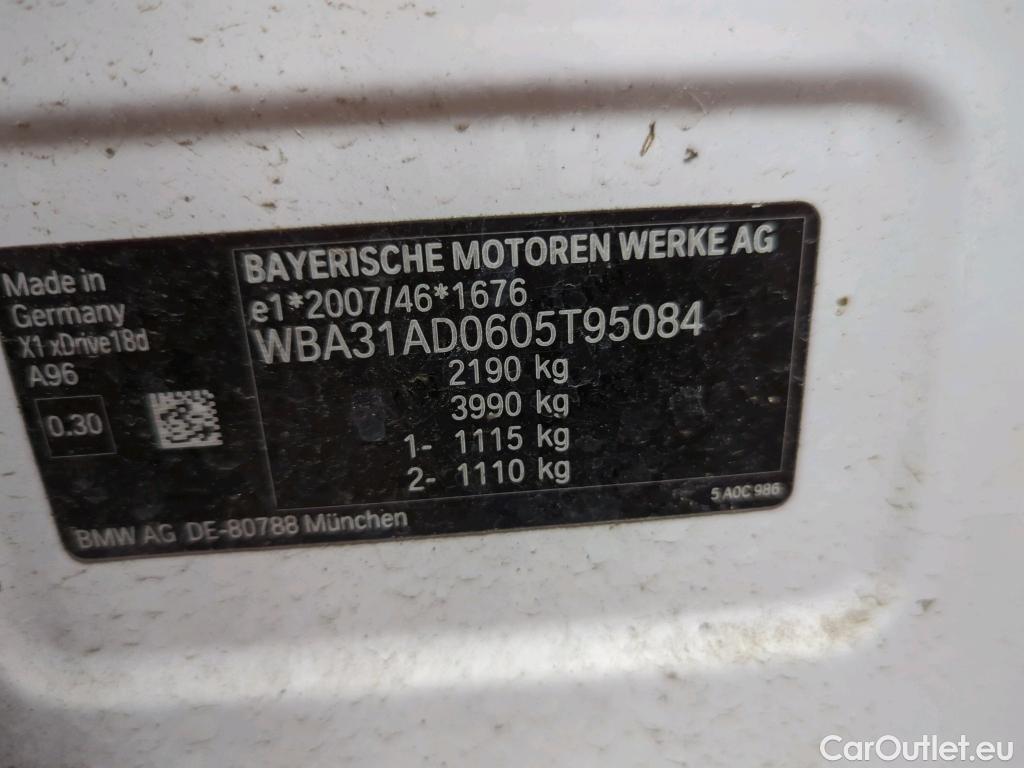 Made in
Germany
X1 xDrive18d
A96
0.30
BAYERISCHE MOTOREN WERKE AG
e1*2007/46*1676
WBA31AD0605T95084
2190 kg
3990 kg
1- 1115 kg
2- 1110 kg
5 A0C 986
BMW AG DE-80788 München
CarOutlet.eu